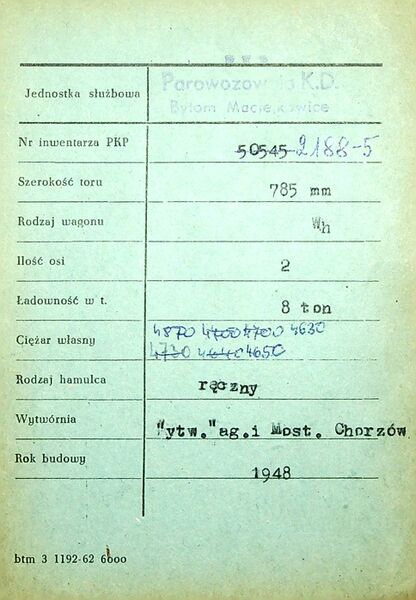 Parowozownia K.D.
Jednostka służbowa
Bytom Maciejkowice
Nr inwentarza PKP 50545 2188-5
Szerokość toru 785 mm
Rodzaj wagonu Wh
Ilość osi 2
Ładowność w t. 8 ton
4870 4700 4700 4630
Ciężar własny
4730 4640 4650
Rodzaj hamulca ręczny
Wytwórnia "ytw."ag.i Most. Chorzów
Rok budowy 1948
btm 3 1192-62 6000